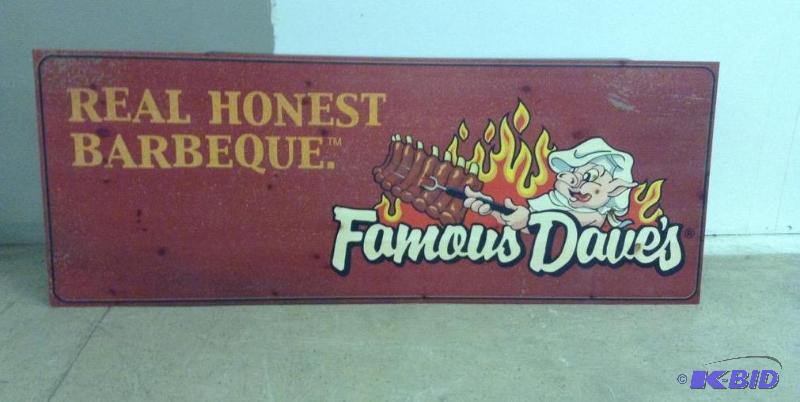 REAL HONEST
BARBEQUE.™
Famous Dave's®
© K-BID